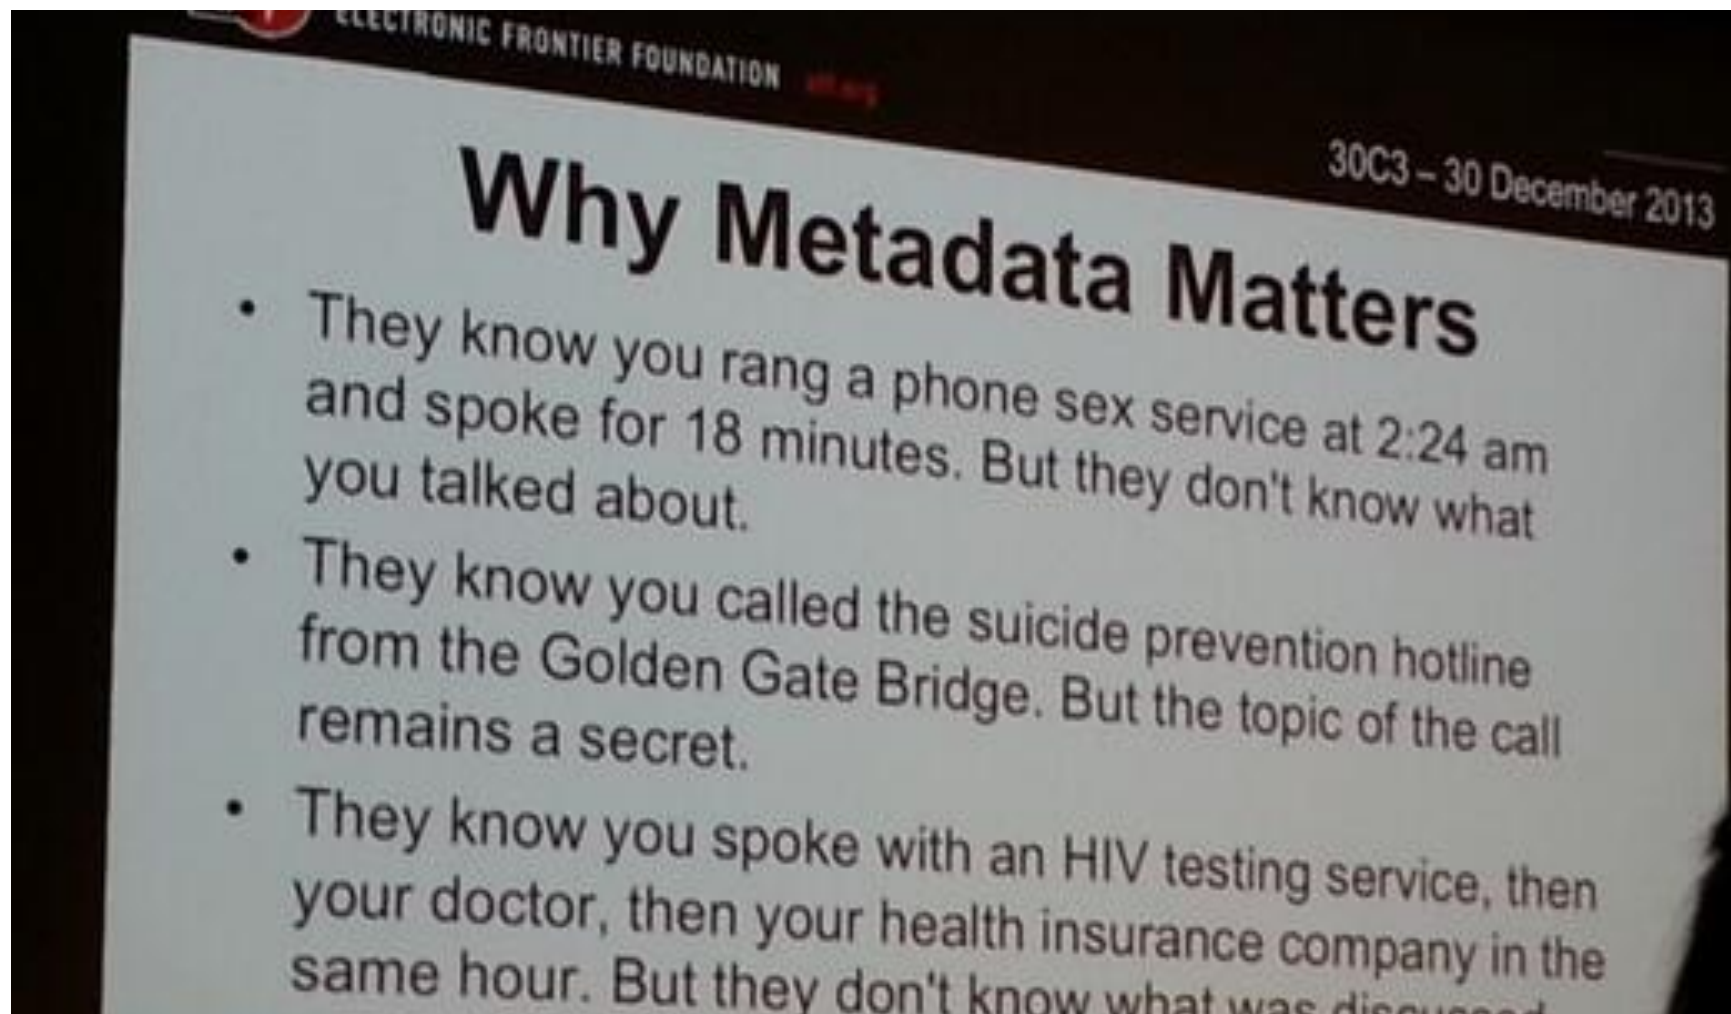 ELECTRONIC FRONTIER FOUNDATION eff.org
30C3 – 30 December 2013
Why Metadata Matters
• They know you rang a phone sex service at 2:24 am
and spoke for 18 minutes. But they don't know what
you talked about.
• They know you called the suicide prevention hotline
from the Golden Gate Bridge. But the topic of the call
remains a secret.
• They know you spoke with an HIV testing service, then
your doctor, then your health insurance company in the
same hour. But they don't know what was discussed